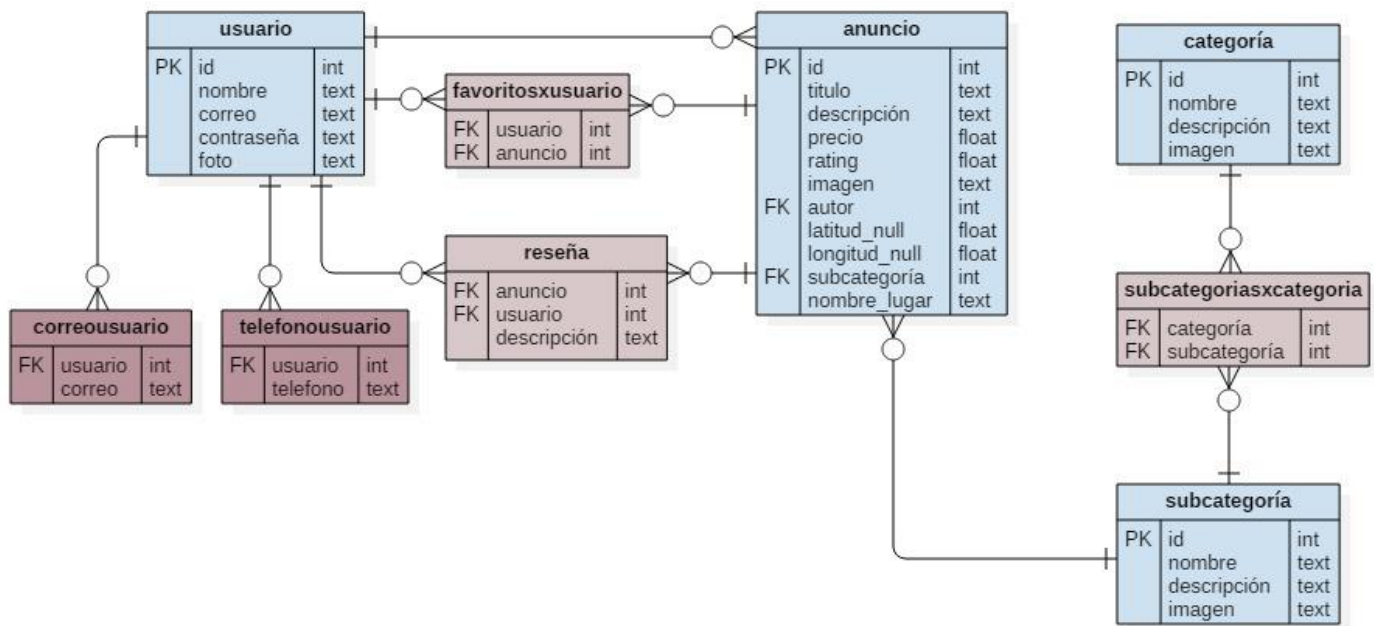 usuario
PK id int
nombre text
correo text
contraseña text
foto text
favoritosxusuario
FK usuario int
FK anuncio int
reseña
FK anuncio int
FK usuario int
descripción text
correousuario
FK usuario int
correo text
telefonousuario
FK usuario int
telefono text
anuncio
PK id int
titulo text
descripción text
precio float
rating float
imagen text
FK autor int
latitud_null float
longitud_null float
FK subcategoría int
nombre_lugar text
categoría
PK id int
nombre text
descripción text
imagen text
subcategoriasxcategoria
FK categoría int
FK subcategoría int
subcategoría
PK id int
nombre text
descripción text
imagen text